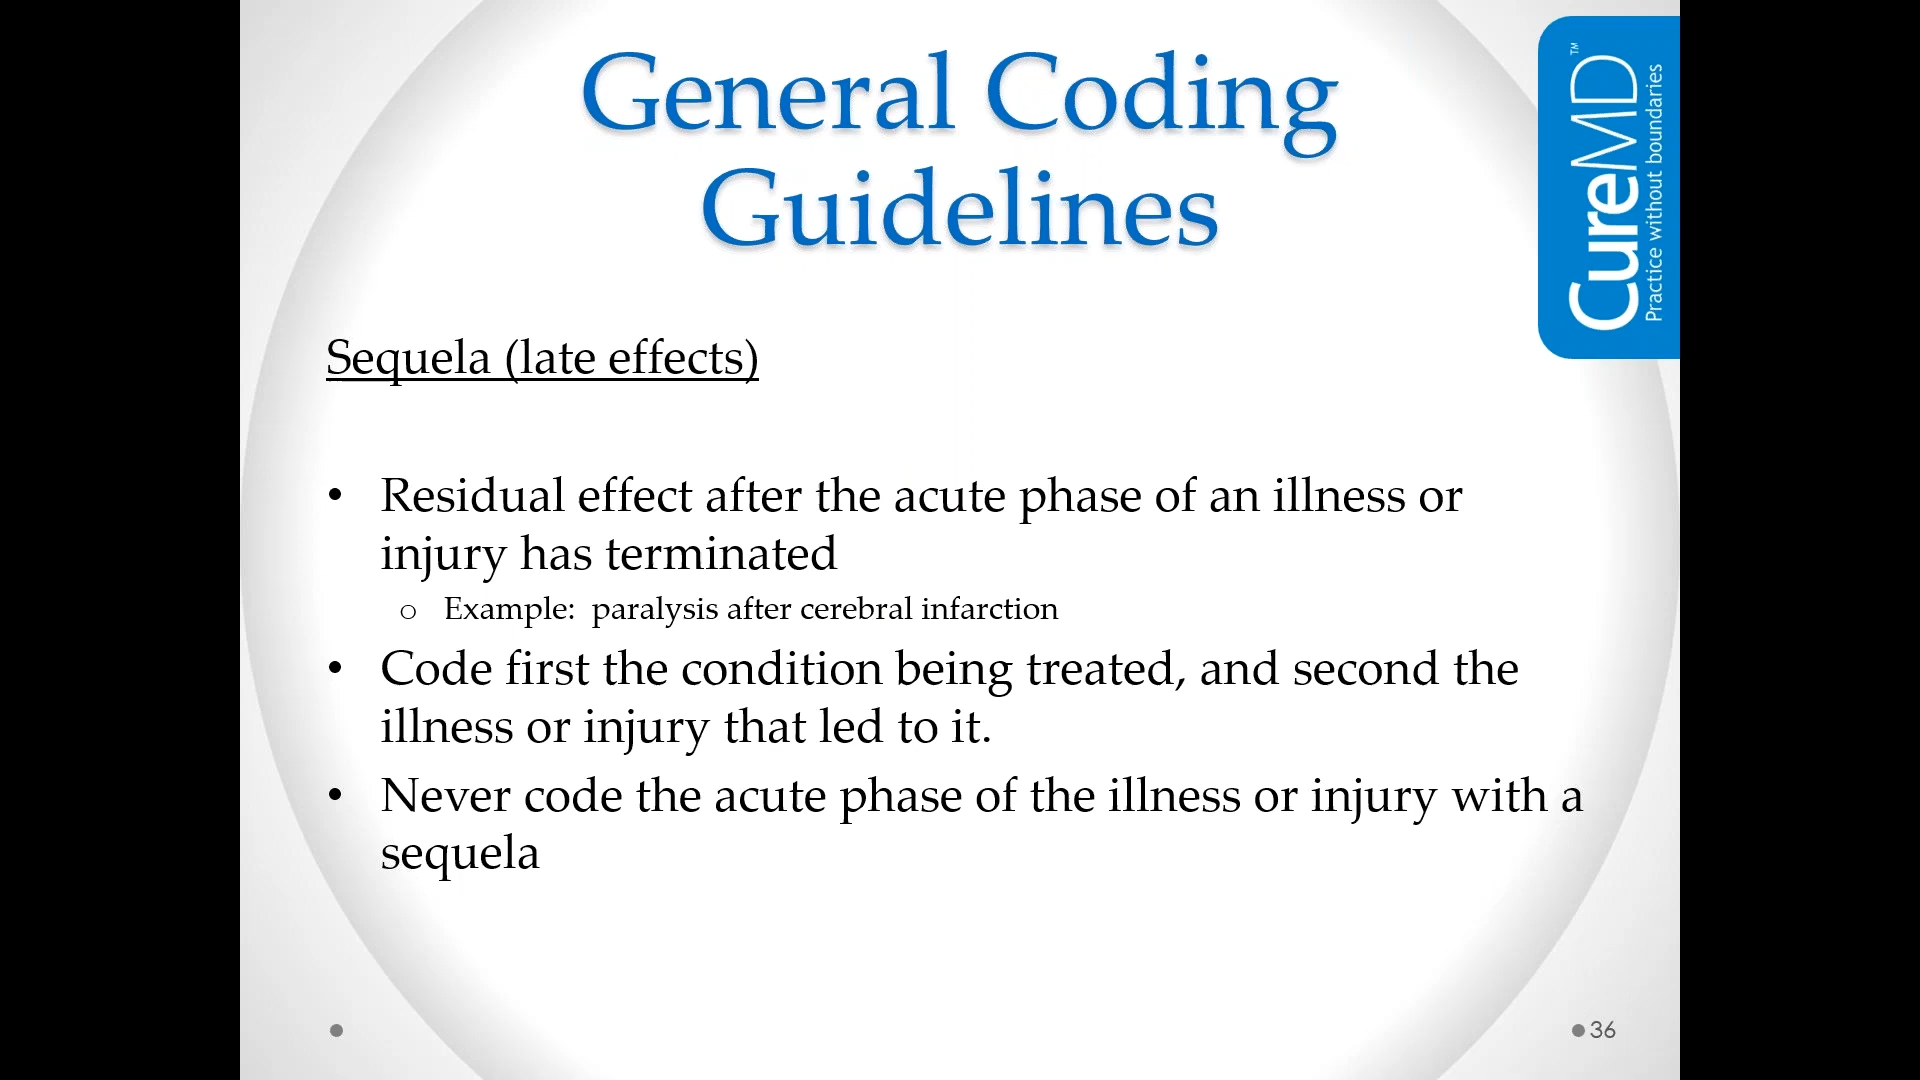 General Coding
Guidelines
CureMD™
Practice without boundaries
Sequela (late effects)
• Residual effect after the acute phase of an illness or
injury has terminated
o Example: paralysis after cerebral infarction
• Code first the condition being treated, and second the
illness or injury that led to it.
• Never code the acute phase of the illness or injury with a
sequela
36